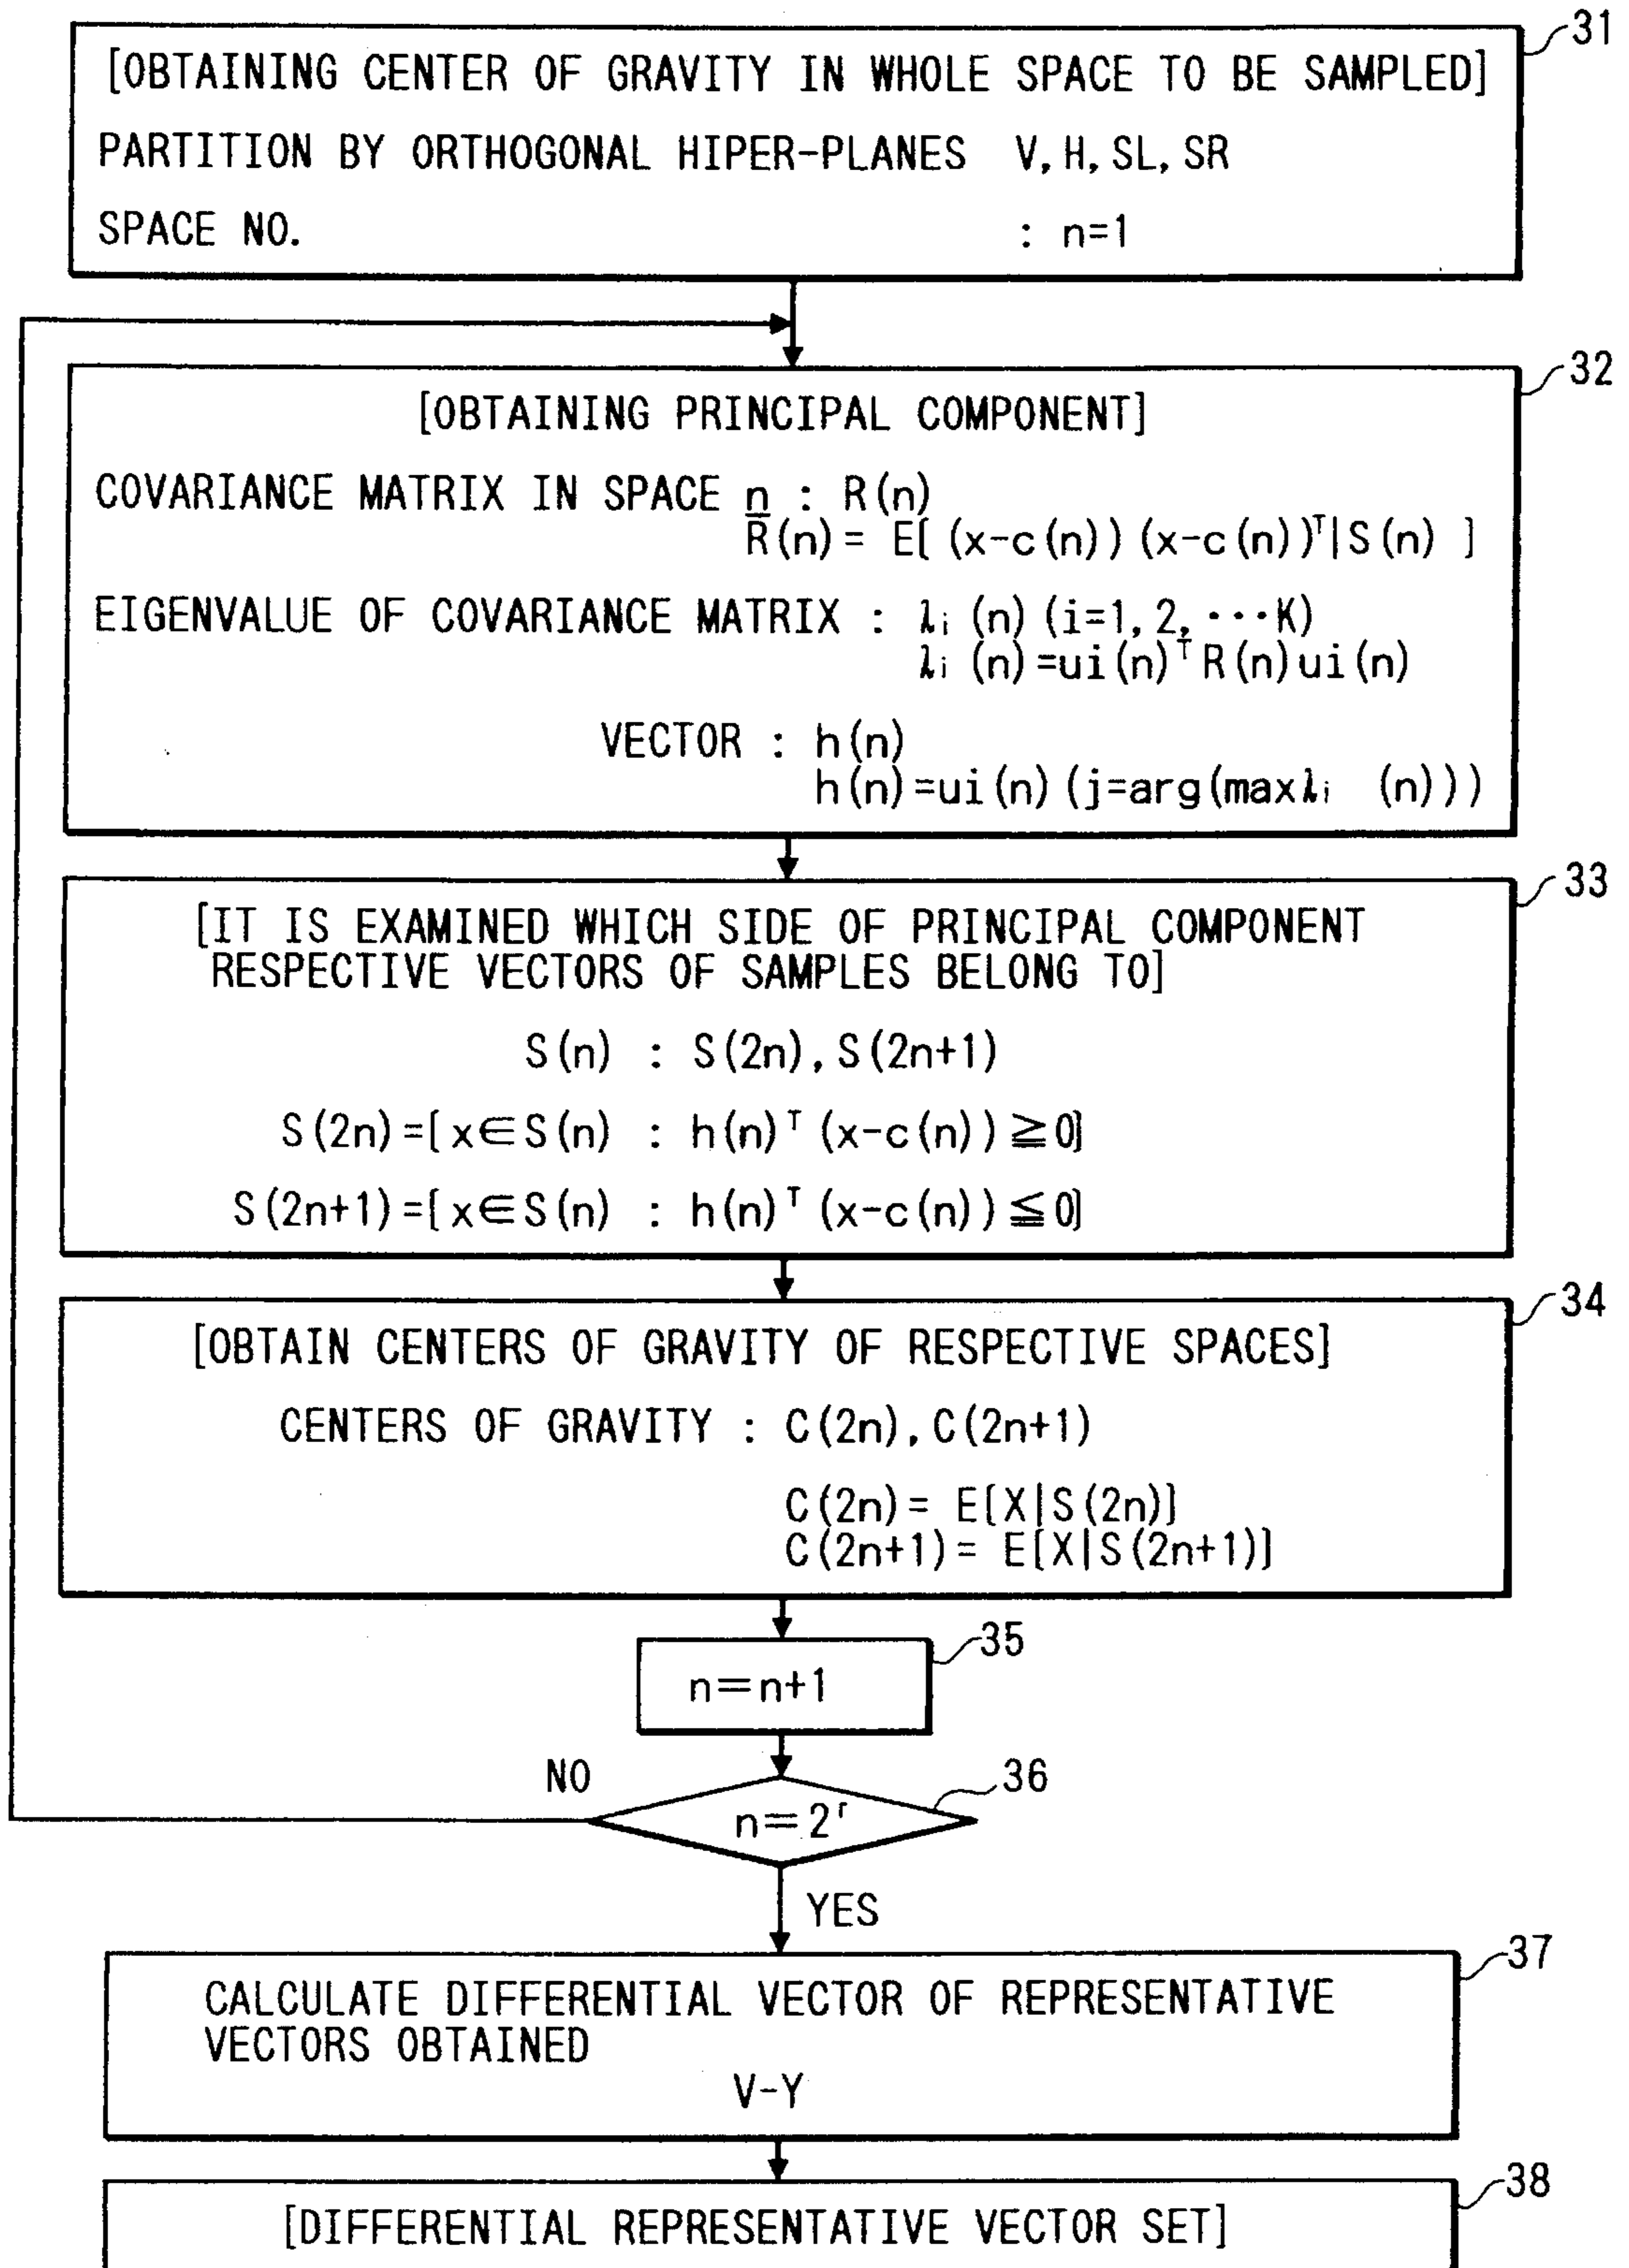 31
[OBTAINING CENTER OF GRAVITY IN WHOLE SPACE TO BE SAMPLED]
PARTITION BY ORTHOGONAL HIPER-PLANES V, H, SL, SR
SPACE NO. : n=1
32
[OBTAINING PRINCIPAL COMPONENT]
COVARIANCE MATRIX IN SPACE n : R(n)
R(n) = E[ (x-c(n)) (x-c(n))ᵀ|S(n) ]
EIGENVALUE OF COVARIANCE MATRIX : λi (n) (i=1, 2, ···K)
λi (n)=ui(n)ᵀR(n)ui(n)
VECTOR : h(n)
h(n)=ui(n) (j=arg(maxλi (n)))
33
[IT IS EXAMINED WHICH SIDE OF PRINCIPAL COMPONENT
RESPECTIVE VECTORS OF SAMPLES BELONG TO]
S(n) : S(2n), S(2n+1)
S(2n)=[x∈S(n) : h(n)ᵀ(x-c(n))≧0]
S(2n+1)=[x∈S(n) : h(n)ᵀ(x-c(n))≦0]
34
[OBTAIN CENTERS OF GRAVITY OF RESPECTIVE SPACES]
CENTERS OF GRAVITY : C(2n), C(2n+1)
C(2n) = E[X|S(2n)]
C(2n+1) = E[X|S(2n+1)]
35
n=n+1
NO
36
n=2ʳ
YES
37
CALCULATE DIFFERENTIAL VECTOR OF REPRESENTATIVE
VECTORS OBTAINED
V-Y
38
[DIFFERENTIAL REPRESENTATIVE VECTOR SET]